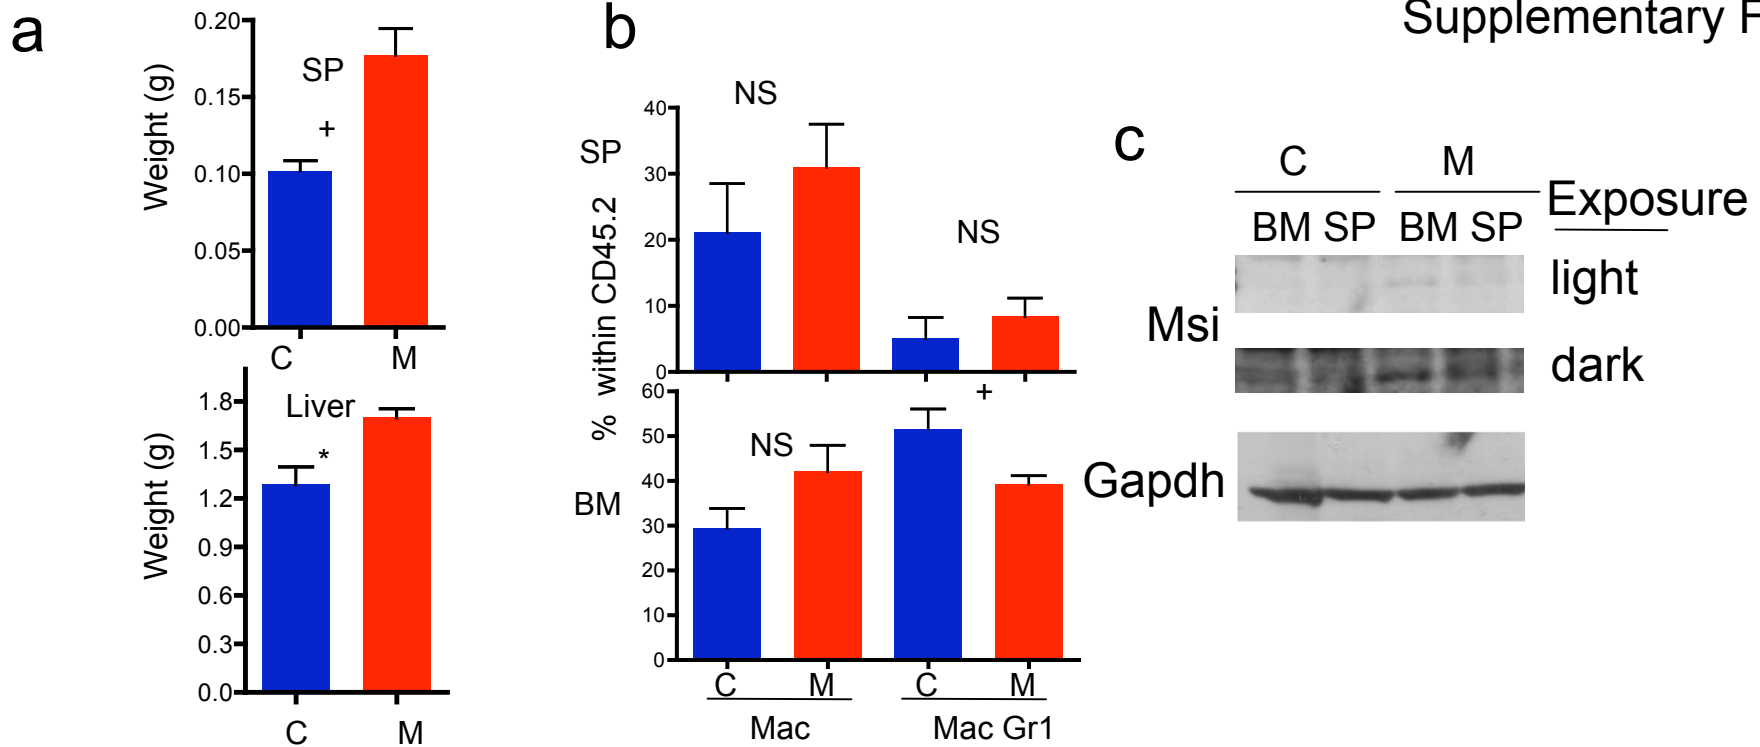 Supplementary F
a
Weight (g)
0.20
0.15
0.10
0.05
0.00
SP
+
C M
Weight (g)
1.8
1.5
1.2
0.9
0.6
0.3
0.0
Liver
*
C M
b
% within CD45.2
SP
40
30
20
10
0
NS
NS
BM
60
50
40
30
20
10
0
NS
+
C M C M
Mac Mac Gr1
c
C M
BM SP BM SP Exposure
Msi
light
dark
Gapdh